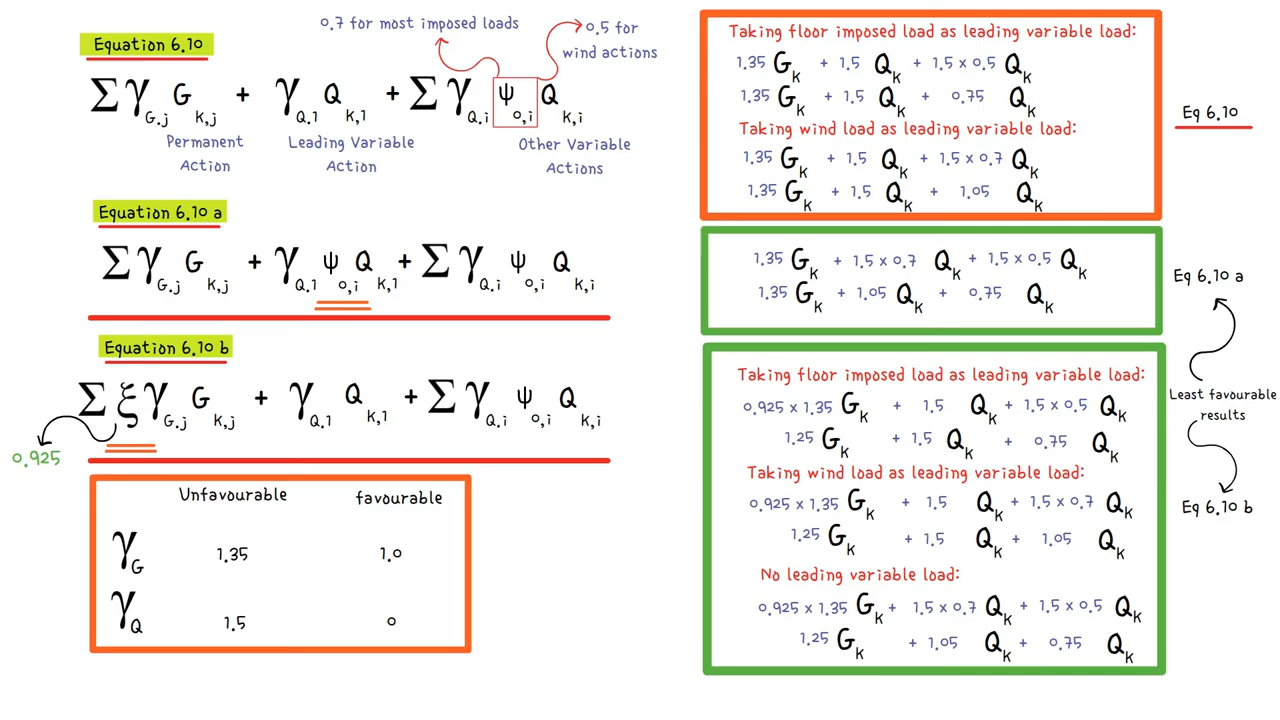 0.7 for most imposed loads
0.5 for
wind actions
Equation 6.10
Σ γG.j Gk,j + γQ.1 Qk,1 + Σ γQ.i ψo,i Qk,i
Permanent
Action
Leading Variable
Action
Other Variable
Actions
Equation 6.10 a
Σ γG.j Gk,j + γQ.1 ψo,i Qk,1 + Σ γQ.i ψo,i Qk,i
Equation 6.10 b
Σ ξ γG.j Gk,j + γQ.1 Qk,1 + Σ γQ.i ψo,i Qk,i
0.925
Unfavourable favourable
γG 1.35 1.0
γQ 1.5 0
Taking floor imposed load as leading variable load:
1.35 Gk + 1.5 Qk + 1.5 x 0.5 Qk
1.35 Gk + 1.5 Qk + 0.75 Qk
Taking wind load as leading variable load:
1.35 Gk + 1.5 Qk + 1.5 x 0.7 Qk
1.35 Gk + 1.5 Qk + 1.05 Qk
Eq 6.10
1.35 Gk + 1.5 x 0.7 Qk + 1.5 x 0.5 Qk
1.35 Gk + 1.05 Qk + 0.75 Qk
Eq 6.10 a
Taking floor imposed load as leading variable load:
0.925 x 1.35 Gk + 1.5 Qk + 1.5 x 0.5 Qk
1.25 Gk + 1.5 Qk + 0.75 Qk
Taking wind load as leading variable load:
0.925 x 1.35 Gk + 1.5 Qk + 1.5 x 0.7 Qk
1.25 Gk + 1.5 Qk + 1.05 Qk
No leading variable load:
0.925 x 1.35 Gk + 1.5 x 0.7 Qk + 1.5 x 0.5 Qk
1.25 Gk + 1.05 Qk + 0.75 Qk
Least favourable
results
Eq 6.10 b